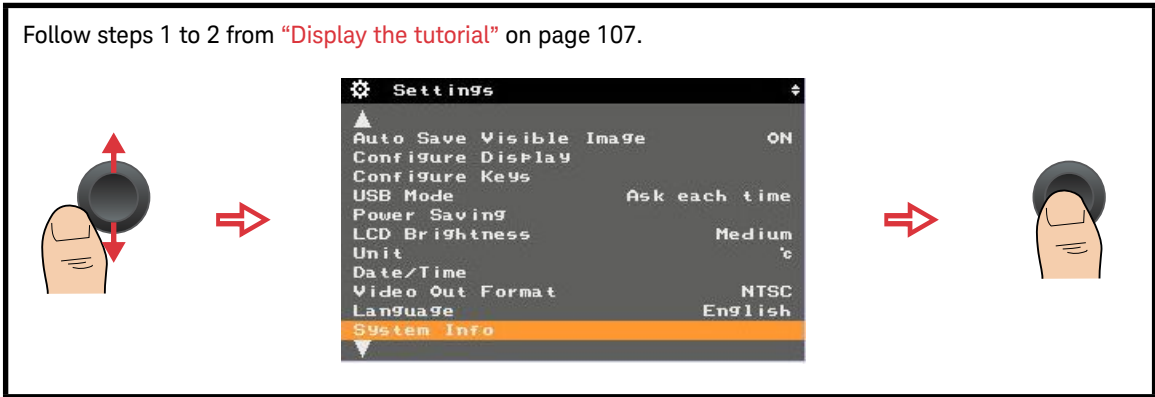 Follow steps 1 to 2 from “Display the tutorial” on page 107.
Settings
Auto Save Visible Image ON
Configure Display
Configure Keys
USB Mode Ask each time
Power Saving
LCD Brightness Medium
Unit °c
Date/Time
Video Out Format NTSC
Language English
System Info